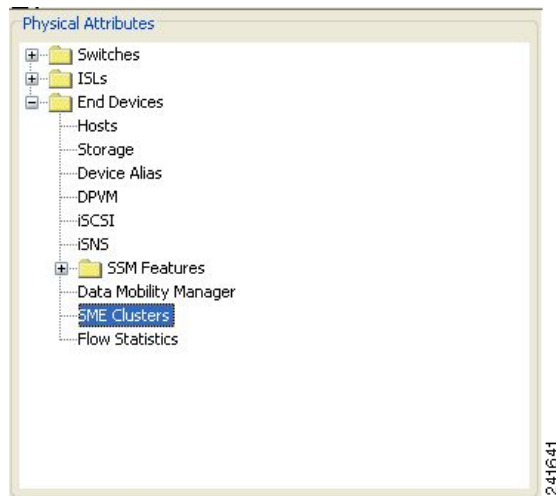 Physical Attributes
Switches
ISLs
End Devices
Hosts
Storage
Device Alias
DPVM
iSCSI
iSNS
SSM Features
Data Mobility Manager
SME Clusters
Flow Statistics
241641